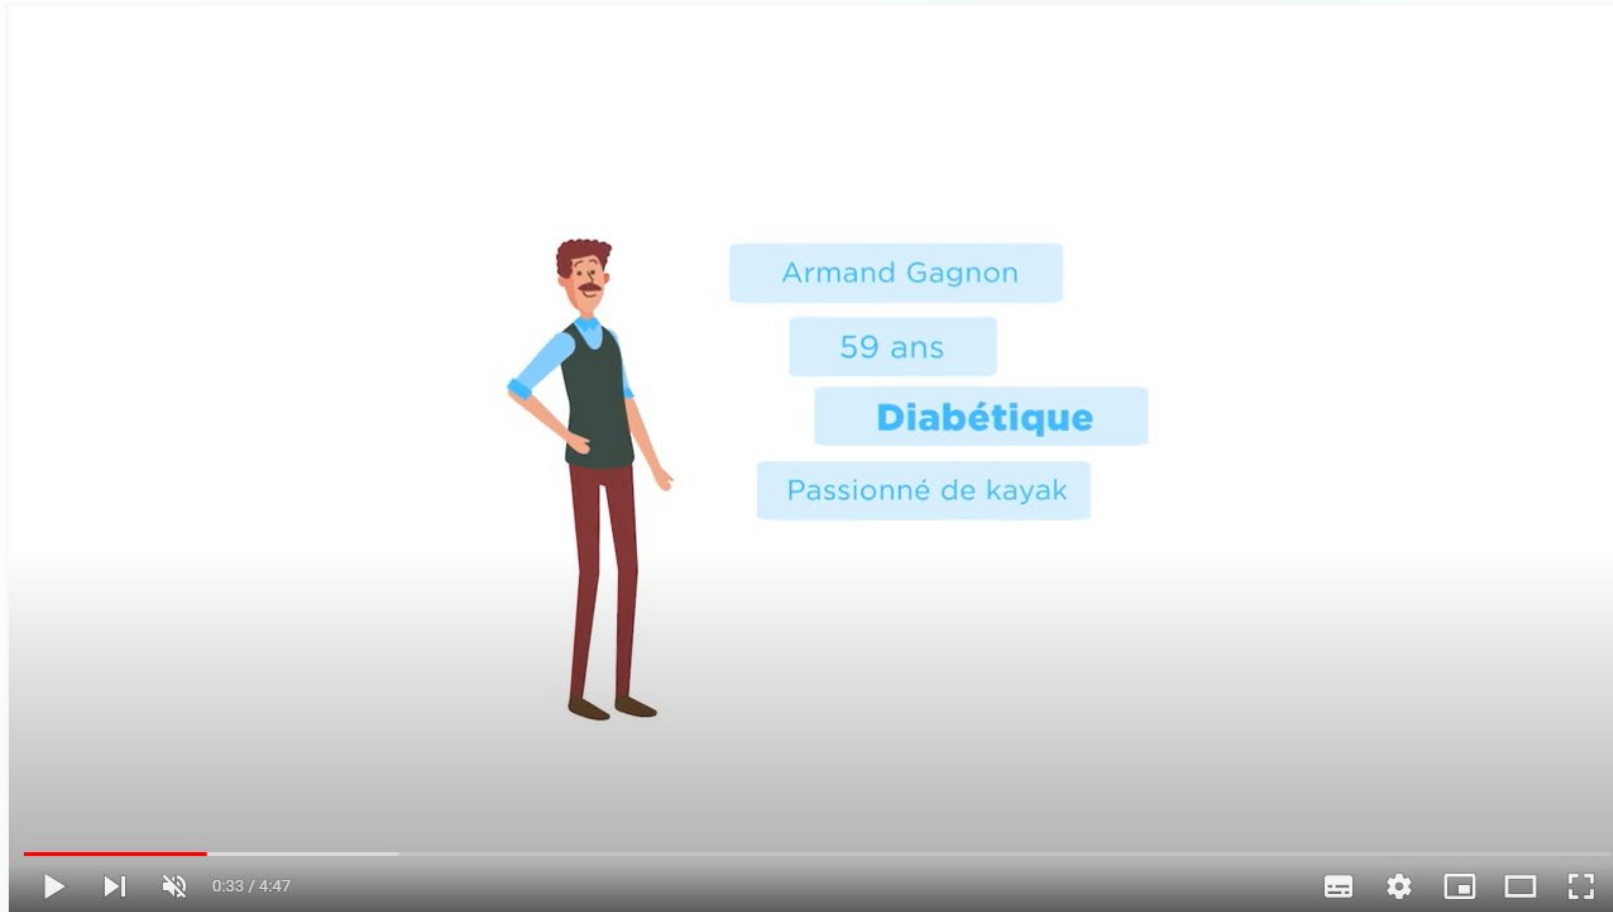 Armand Gagnon
59 ans
Diabétique
Passionné de kayak
0:33 / 4:47